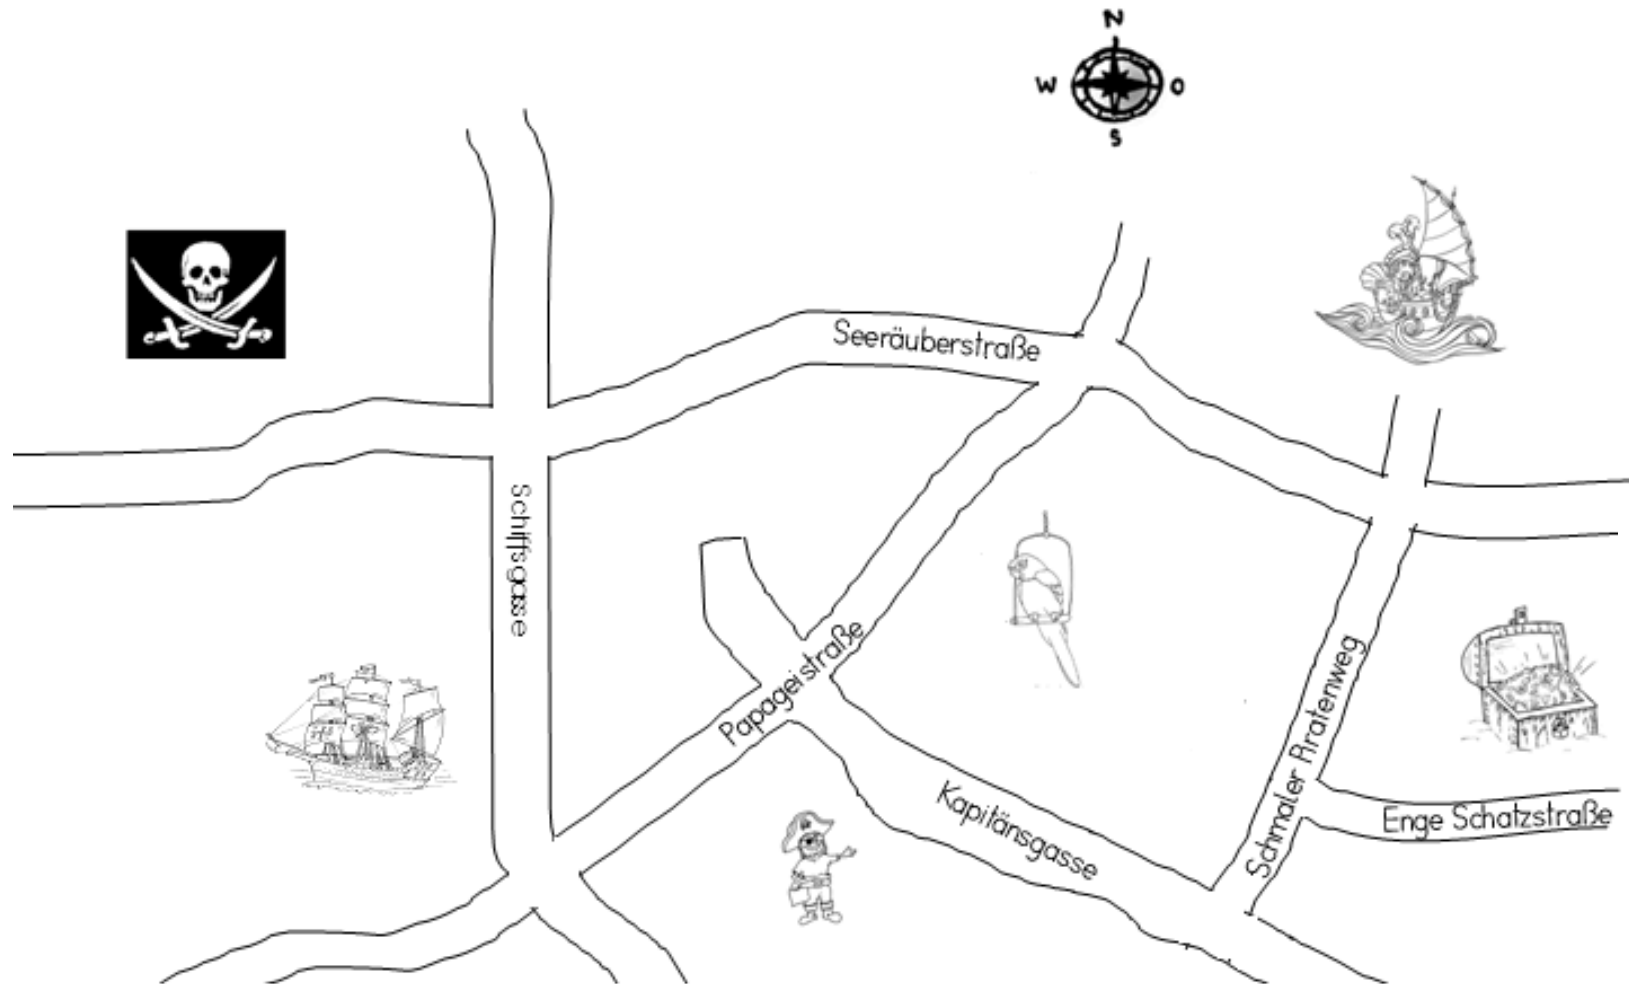 N
W O
S
Seeräuberstraße
Schiffsgasse
Papageistraße
Kapitänsgasse
Schmaler Piratenweg
Enge Schatzstraße